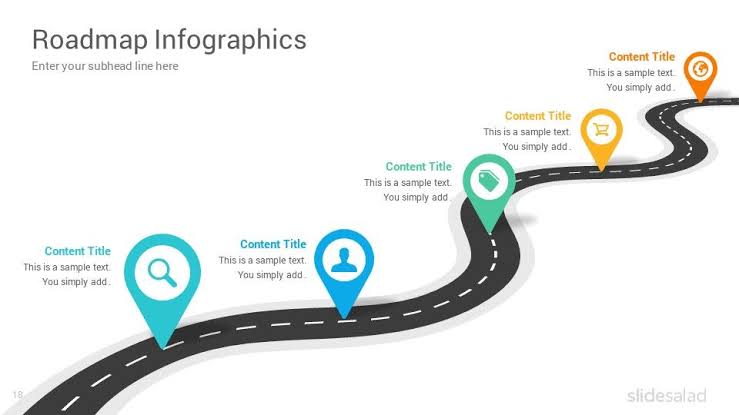 Roadmap Infographics
Enter your subhead line here
Content Title
This is a sample text.
You simply add .
Content Title
This is a sample text.
You simply add .
Content Title
This is a sample text.
You simply add .
Content Title
This is a sample text.
You simply add .
Content Title
This is a sample text.
You simply add .
18
slidesalad